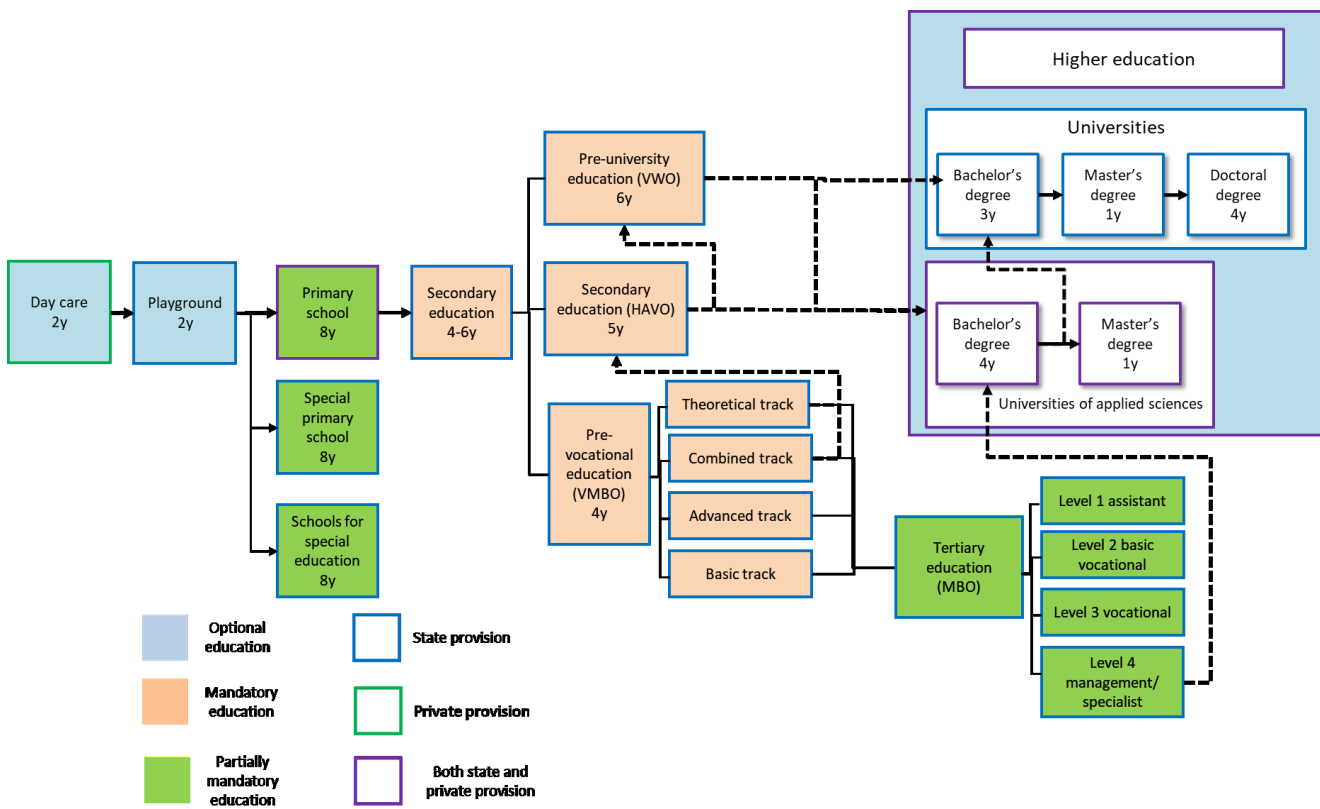 Higher education
Universities
Bachelor's
degree
3y
Master's
degree
1y
Doctoral
degree
4y
Pre-university
education (VWO)
6y
Day care
2y
Playground
2y
Primary
school
8y
Secondary
education
4-6y
Secondary
education (HAVO)
5y
Bachelor's
degree
4y
Master's
degree
1y
Universities of applied sciences
Special
primary
school
8y
Schools for
special
education
8y
Pre-
vocational
education
(VMBO)
4y
Theoretical track
Combined track
Advanced track
Basic track
Tertiary
education
(MBO)
Level 1 assistant
Level 2 basic
vocational
Level 3 vocational
Level 4
management/
specialist
Optional
education
State provision
Mandatory
education
Private provision
Partially
mandatory
education
Both state and
private provision